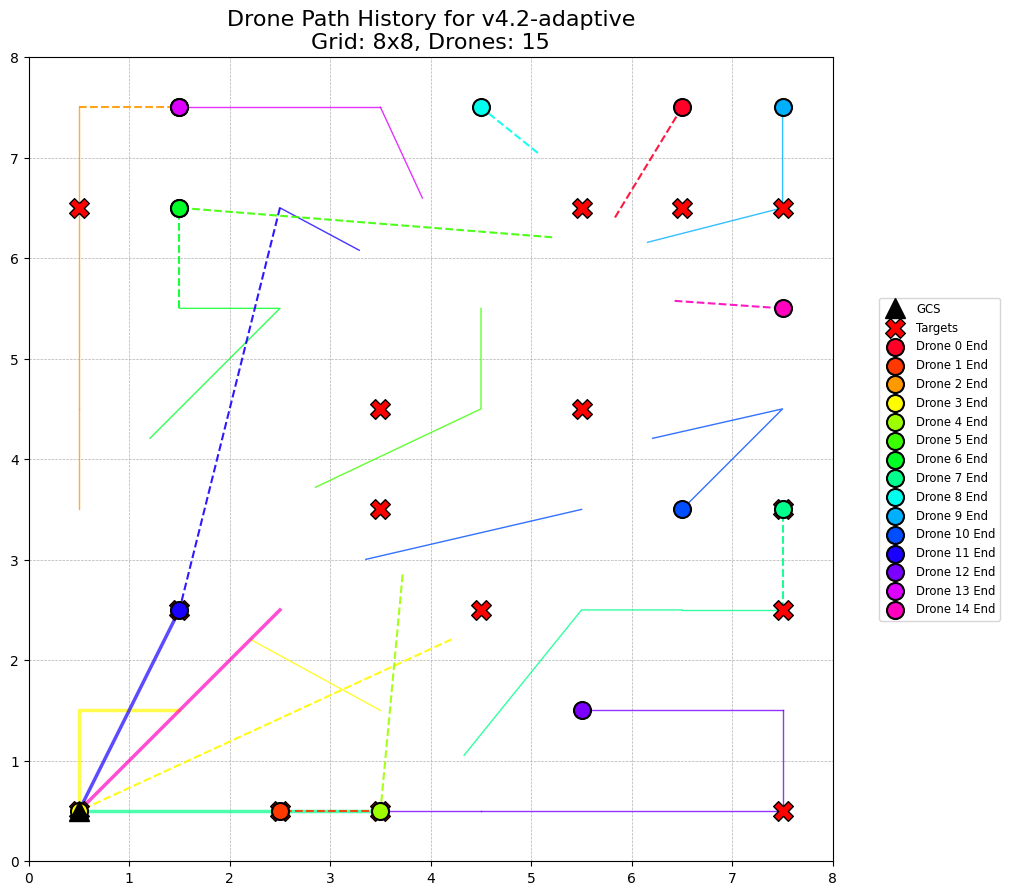 Drone Path History for v4.2-adaptive
Grid: 8x8, Drones: 15
8
7
6
5
4
3
2
1
0
0 1 2 3 4 5 6 7 8
GCS
Targets
Drone 0 End
Drone 1 End
Drone 2 End
Drone 3 End
Drone 4 End
Drone 5 End
Drone 6 End
Drone 7 End
Drone 8 End
Drone 9 End
Drone 10 End
Drone 11 End
Drone 12 End
Drone 13 End
Drone 14 End